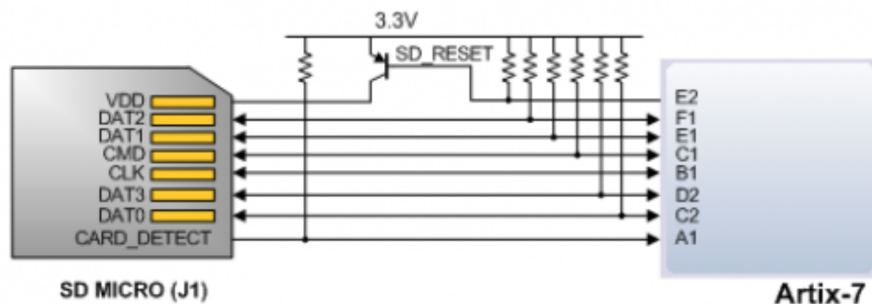 3.3V
SD_RESET
VDD
DAT2
DAT1
CMD
CLK
DAT3
DAT0
CARD_DETECT
E2
F1
E1
C1
B1
D2
C2
A1
SD MICRO (J1)
Artix-7